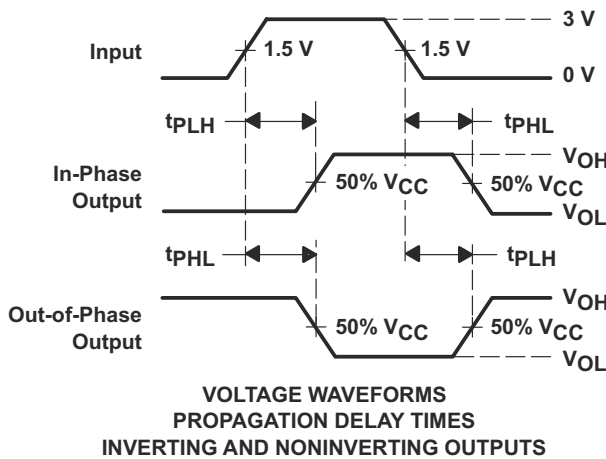 3 V
Input
1.5 V
1.5 V
0 V
tPLH
tPHL
In-Phase
Output
VOH
50% VCC
50% VCC
VOL
tPHL
tPLH
Out-of-Phase
Output
VOH
50% VCC
50% VCC
VOL
VOLTAGE WAVEFORMS
PROPAGATION DELAY TIMES
INVERTING AND NONINVERTING OUTPUTS